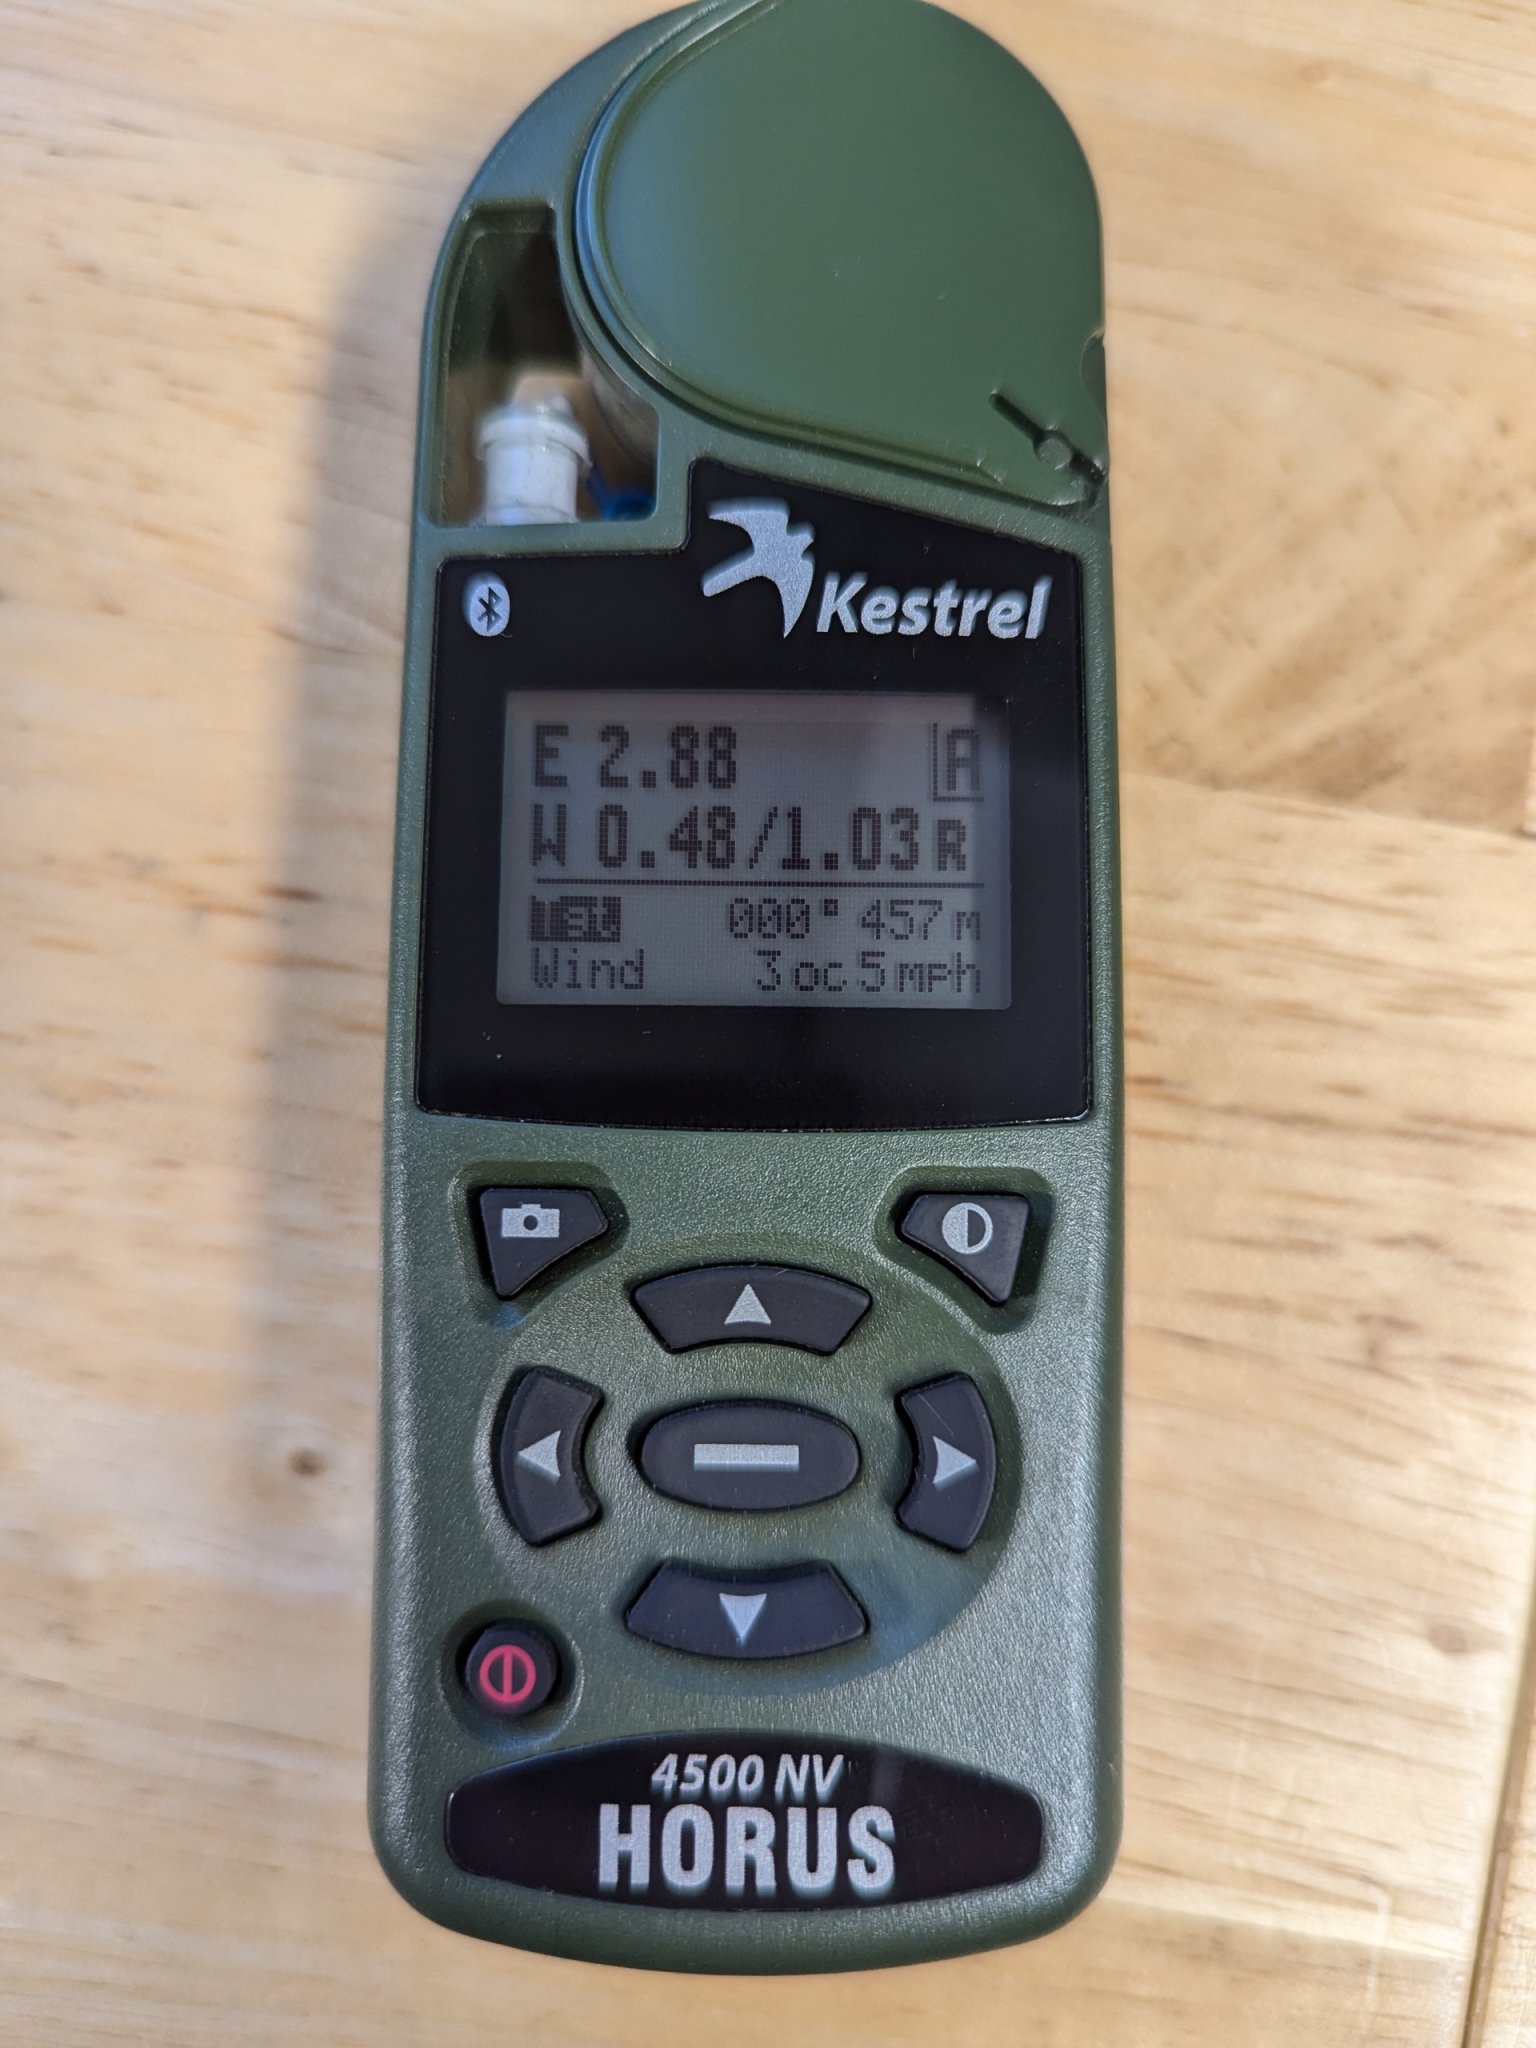 Kestrel
E 2.88 A
W 0.48/1.03 R
000° 457 m
Wind 3 oc 5 mph
4500 NV
HORUS